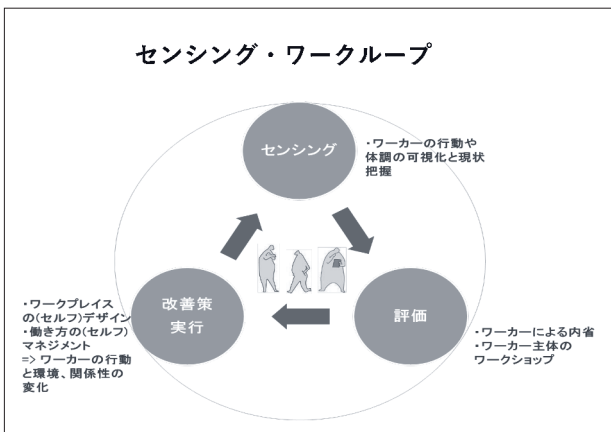 センシング・ワークループ
センシング
・ワーカーの行動や
体調の可視化と現状
把握
評価
・ワーカーによる内省
・ワーカー主体の
ワークショップ
改善策
実行
・ワークプレイス
の(セルフ)デザイン
・働き方の(セルフ)
マネジメント
=> ワーカーの行動
と環境、関係性の
変化